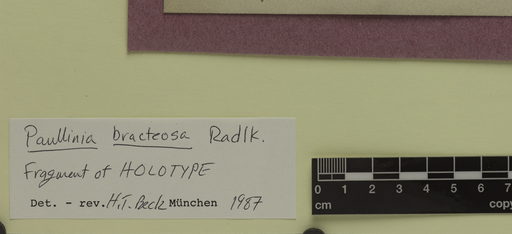 Paullinia bracteosa Radlk.
Fragment of HOLOTYPE
Det. - rev. H.T. Beck München 1987
0 1 2 3 4 5 6 7
cm copy